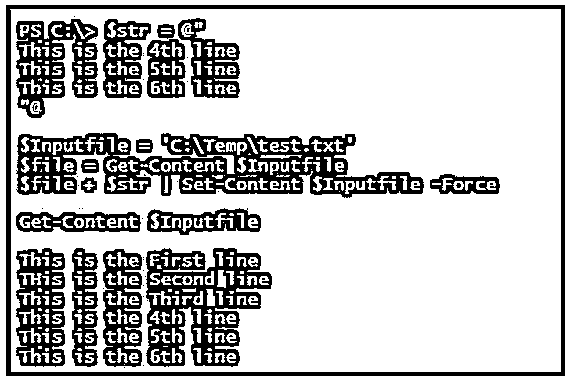 PS C:\> $str = @"
This is the 4th line
This is the 5th line
This is the 6th line
"@
$Inputfile = 'C:\Temp\test.txt'
$file = Get-Content $Inputfile
$file + $str | Set-Content $Inputfile -Force
Get-Content $Inputfile
This is the First line
This is the Second line
This is the Third line
This is the 4th line
This is the 5th line
This is the 6th line